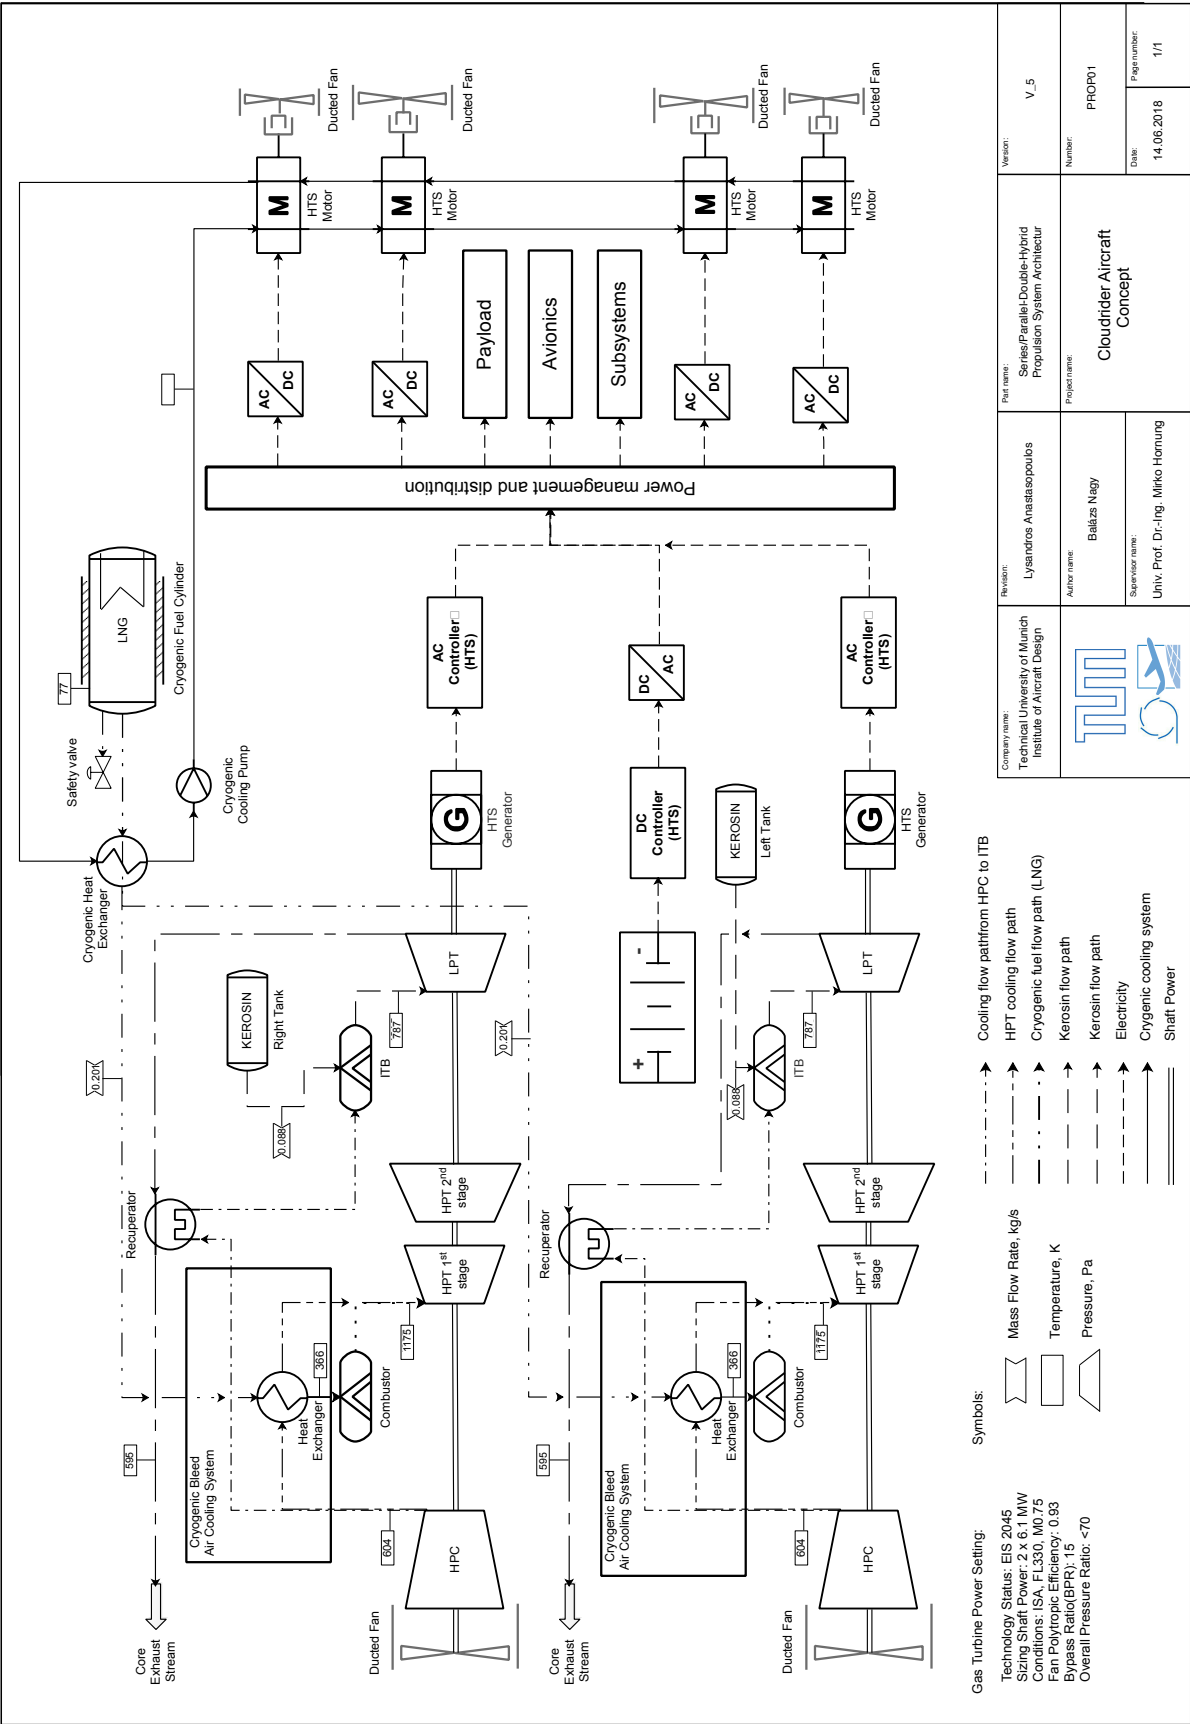 Core
Exhaust
Stream
595
Recuperator
0.201
Cryogenic Heat
Exchanger
Safety valve
77
LNG
Cryogenic Fuel Cylinder
Cryogenic
Cooling Pump
Cryogenic Bleed
Air Cooling System
Heat
Exchanger
366
Combustor
1175
604
Ducted Fan
HPC
HPT 1st
stage
HPT 2nd
stage
KEROSIN
Right Tank
0.088
ITB
787
LPT
G
HTS
Generator
AC
Controller□
(HTS)
0.201
Core
Exhaust
Stream
595
Recuperator
Cryogenic Bleed
Air Cooling System
Heat
Exchanger
366
Combustor
1175
604
Ducted Fan
HPC
HPT 1st
stage
HPT 2nd
stage
+
-
DC
Controller
(HTS)
DC
AC
KEROSIN
Left Tank
0.088
ITB
787
LPT
G
HTS
Generator
AC
Controller□
(HTS)
Power management and distribution
AC
DC
M
HTS
Motor
Ducted Fan
AC
DC
M
HTS
Motor
Ducted Fan
Payload
Avionics
Subsystems
AC
DC
M
HTS
Motor
Ducted Fan
AC
DC
M
HTS
Motor
Ducted Fan
Gas Turbine Power Setting:
Technology Status: EIS 2045
Sizing Shaft Power: 2 x 6.1 MW
Conditions: ISA, FL330, M0.75
Fan Polytropic Efficiency: 0.93
Bypass Ratio(BPR): 15
Overall Pressure Ratio: <70
Symbols:
Mass Flow Rate, kg/s
Temperature, K
Pressure, Pa
Cooling flow pathfrom HPC to ITB
HPT cooling flow path
Cryogenic fuel flow path (LNG)
Kerosin flow path
Kerosin flow path
Electricity
Crygenic cooling system
Shaft Power
Company name:
Technical University of Munich
Institute of Aircraft Design
TUM
Revision:
Lysandros Anastasopoulos
Author name:
Balázs Nagy
Supervisor name:
Univ. Prof. Dr.-Ing. Mirko Hornung
Part name:
Series/Parallel-Double-Hybrid
Propulsion System Architectur
Project name:
Cloudrider Aircraft
Concept
Version:
V_5
Number:
PROP01
Date:
14.06.2018
Page number:
1/1